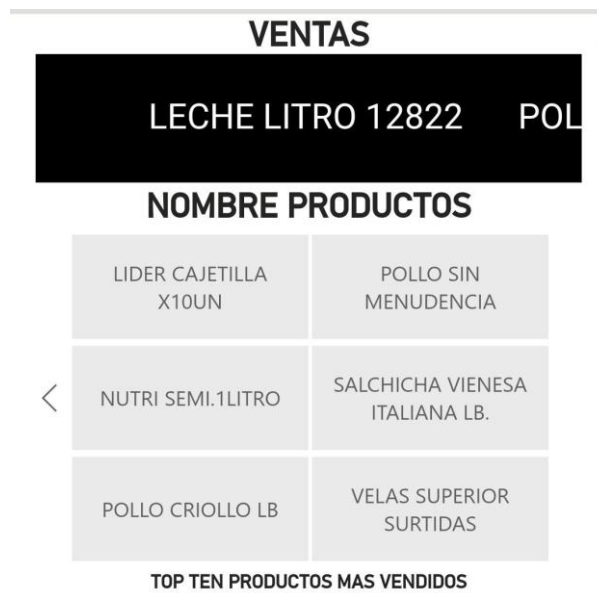 VENTAS
LECHE LITRO 12822 POL
NOMBRE PRODUCTOS
LIDER CAJETILLA
X10UN
POLLO SIN
MENUDENCIA
NUTRI SEMI.1LITRO
SALCHICHA VIENESA
ITALIANA LB.
POLLO CRIOLLO LB
VELAS SUPERIOR
SURTIDAS
TOP TEN PRODUCTOS MAS VENDIDOS